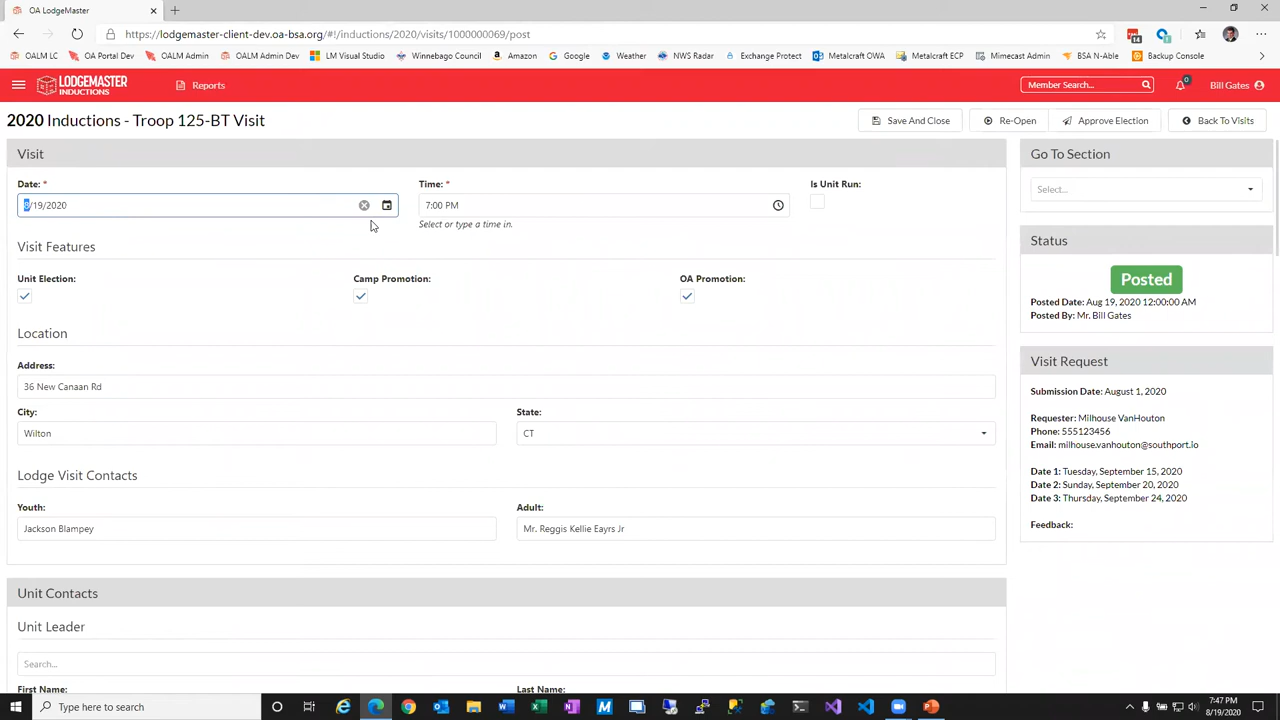 OA LodgeMaster
https://lodgemaster-client-dev.oa-bsa.org/#!/inductions/2020/visits/1000000069/post
14
OALM LC
OA Portal Dev
OALM Admin
OALM Admin Dev
LM Visual Studio
Winnebago Council
Amazon
Google
Weather
NWS Radar
Exchange Protect
Metalcraft OWA
Metalcraft ECP
Mimecast Admin
BSA N-Able
Backup Console
LODGEMASTER
INDUCTIONS
Reports
Member Search...
0
Bill Gates
2020 Inductions - Troop 125-BT Visit
Save And Close
Re-Open
Approve Election
Back To Visits
Visit
Date: *
8/19/2020
Time: *
7:00 PM
Select or type a time in.
Is Unit Run:
Visit Features
Unit Election:
Camp Promotion:
OA Promotion:
Location
Address:
36 New Canaan Rd
City:
Wilton
State:
CT
Lodge Visit Contacts
Youth:
Jackson Blampey
Adult:
Mr. Reggis Kellie Eayrs Jr
Unit Contacts
Unit Leader
Search...
First Name:
Last Name:
Go To Section
Select...
Status
Posted
Posted Date: Aug 19, 2020 12:00:00 AM
Posted By: Mr. Bill Gates
Visit Request
Submission Date: August 1, 2020
Requester: Milhouse VanHouton
Phone: 555123456
Email: milhouse.vanhouton@southport.io
Date 1: Tuesday, September 15, 2020
Date 2: Sunday, September 20, 2020
Date 3: Thursday, September 24, 2020
Feedback:
Type here to search
7:47 PM
8/19/2020